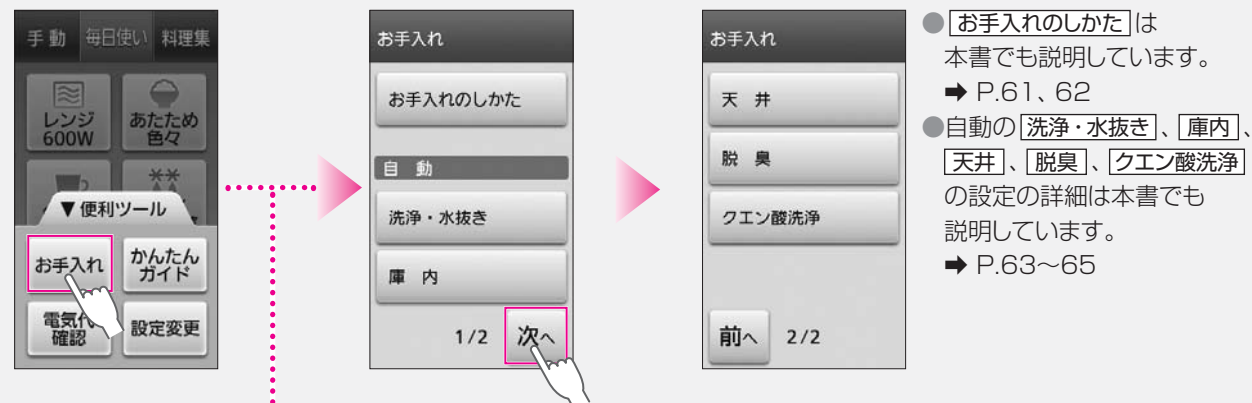 手動 毎日使い 料理集
レンジ
600W
あたため
色々
▼便利ツール
お手入れ
かんたん
ガイド
電気代
確認
設定変更
お手入れ
お手入れのしかた
自 動
洗浄・水抜き
庫 内
1/2 次へ
お手入れ
天 井
脱 臭
クエン酸洗浄
前へ 2/2
●お手入れのしかたは
本書でも説明しています。
➡ P.61、62
●自動の洗浄・水抜き、庫内、
天井、脱臭、クエン酸洗浄
の設定の詳細は本書でも
説明しています。
➡ P.63〜65